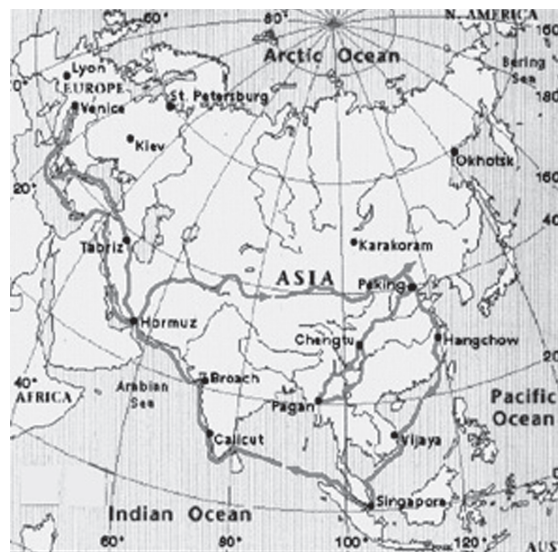 60°
80°
N. AMERICA
160°
Arctic Ocean
Bering
Sea
Lyon
EUROPE
St. Petersburg
Venice
180°
Kiev
Okhotsk
160°
20°
Karakoram
Tabriz
ASIA
Peking
40°
Hormuz
Chengtu
Hangchow
Broach
20°
40°
Arabian
Sea
AFRICA
Pagan
Pacific
Ocean
Calicut
Vijaya
Singapore
Indian Ocean
60°
80°
100°
120°
AUS